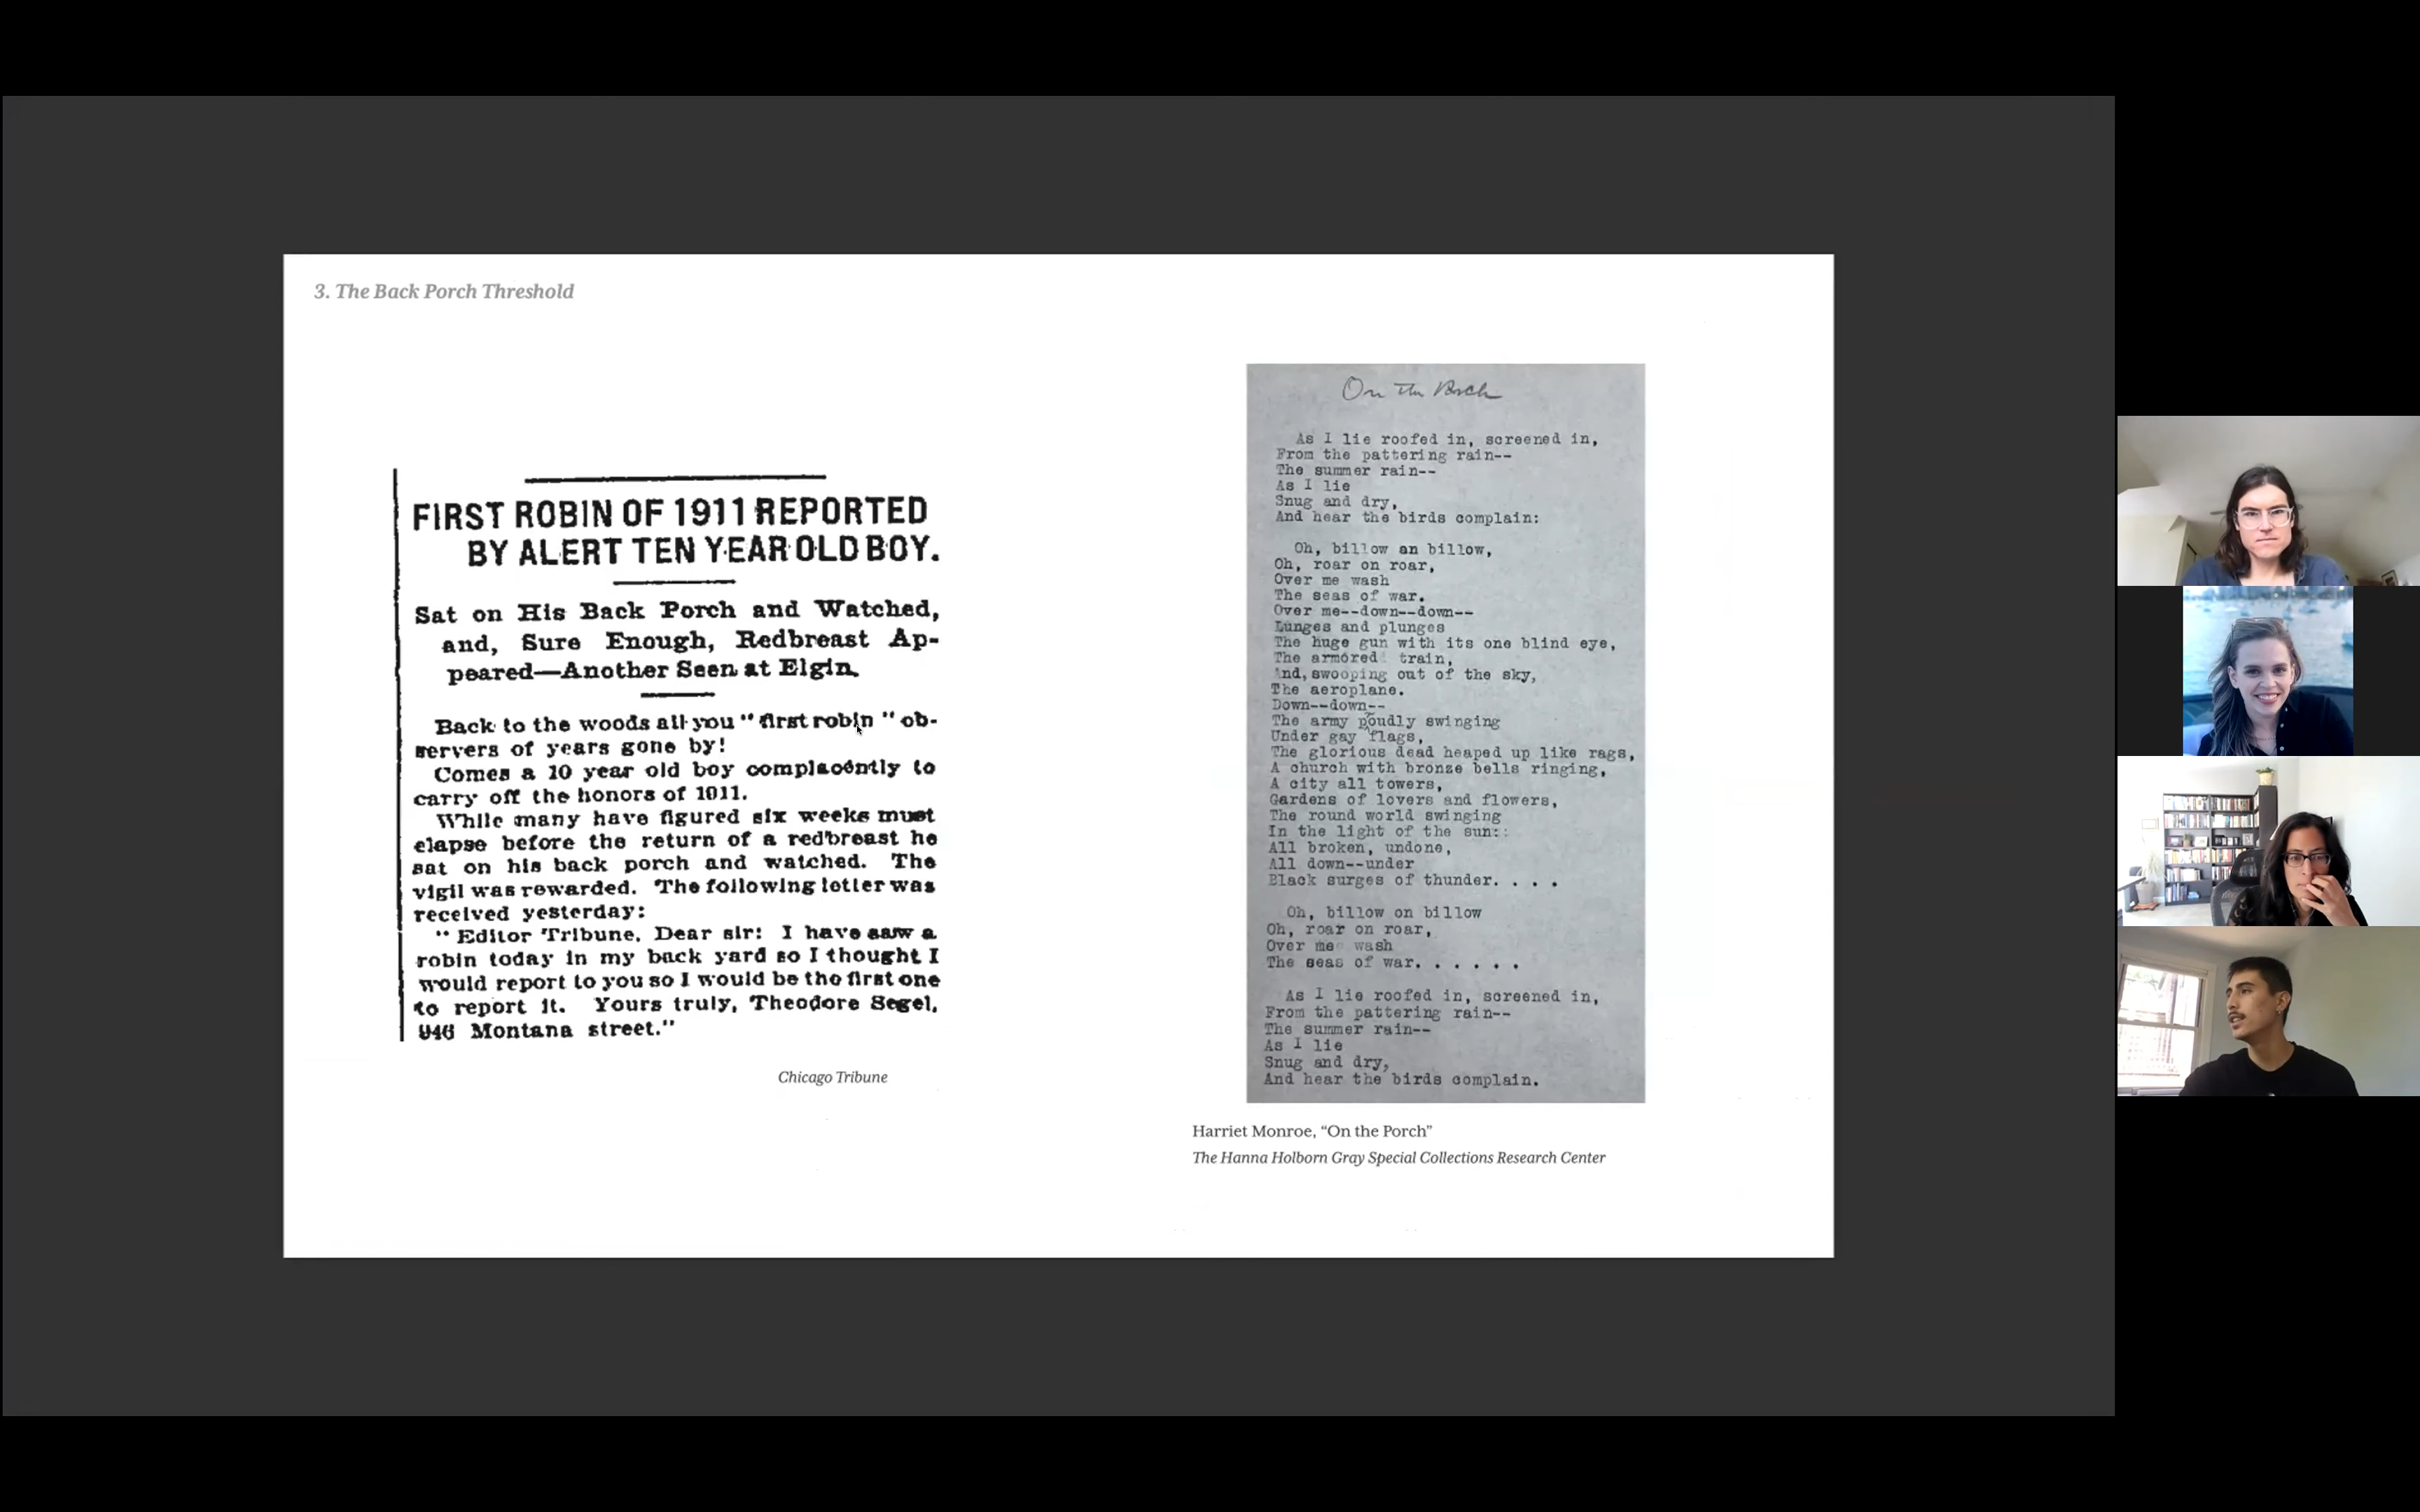 3. The Back Porch Threshold
FIRST ROBIN OF 1911 REPORTED
BY ALERT TEN YEAR OLD BOY.
Sat on His Back Porch and Watched,
and, Sure Enough, Redbreast Ap-
peared—Another Seen at Elgin.
Back to the woods all you "first robin" ob-
servers of years gone by!
Comes a 10 year old boy complacently to
carry off the honors of 1911.
While many have figured six weeks must
elapse before the return of a redbreast he
sat on his back porch and watched. The
vigil was rewarded. The following letter was
received yesterday:
"Editor Tribune, Dear sir: I have saw a
robin today in my back yard so I thought I
would report to you so I would be the first one
to report it. Yours truly, Theodore Segel,
946 Montana street."
Chicago Tribune
On the Porch
As I lie roofed in, screened in,
From the pattering rain--
The summer rain--
As I lie
Snug and dry,
And hear the birds complain:
Oh, billow an billow,
Oh, roar on roar,
Over me wash
The seas of war.
Over me--down--down--
Lunges and plunges
The huge gun with its one blind eye,
The armored train,
And, swooping out of the sky,
The aeroplane.
Down--down--
The army poudly swinging
Under gay flags,
The glorious dead heaped up like rags,
A church with bronze bells ringing,
A city all towers,
Gardens of lovers and flowers,
The round world swinging
In the light of the sun::
All broken, undone,
All down--under
Black surges of thunder. . . .
Oh, billow on billow
Oh, roar on roar,
Over me wash
The seas of war. . . . . .
As I lie roofed in, screened in,
From the pattering rain--
The summer rain--
As I lie
Snug and dry,
And hear the birds complain.
Harriet Monroe, “On the Porch”
The Hanna Holborn Gray Special Collections Research Center